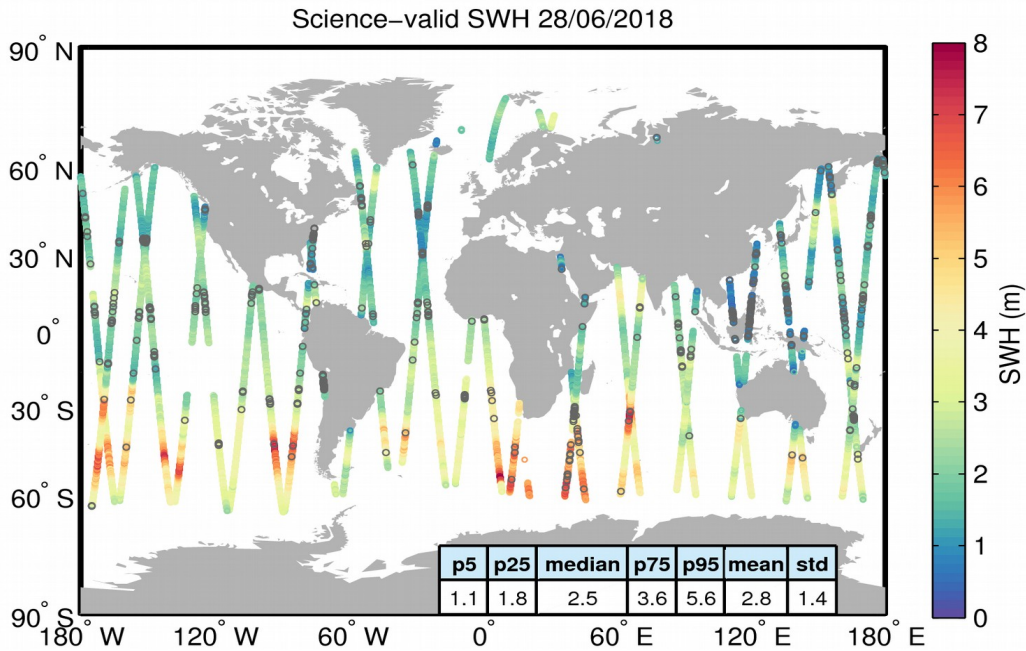 Science−valid SWH 28/06/2018
90° N
60° N
30° N
0°
30° S
60° S
90° S
180° W
120° W
60° W
0°
60° E
120° E
180° E
8
7
6
5
4
3
2
1
0
SWH (m)
p5 p25 median p75 p95 mean std
1.1 1.8 2.5 3.6 5.6 2.8 1.4